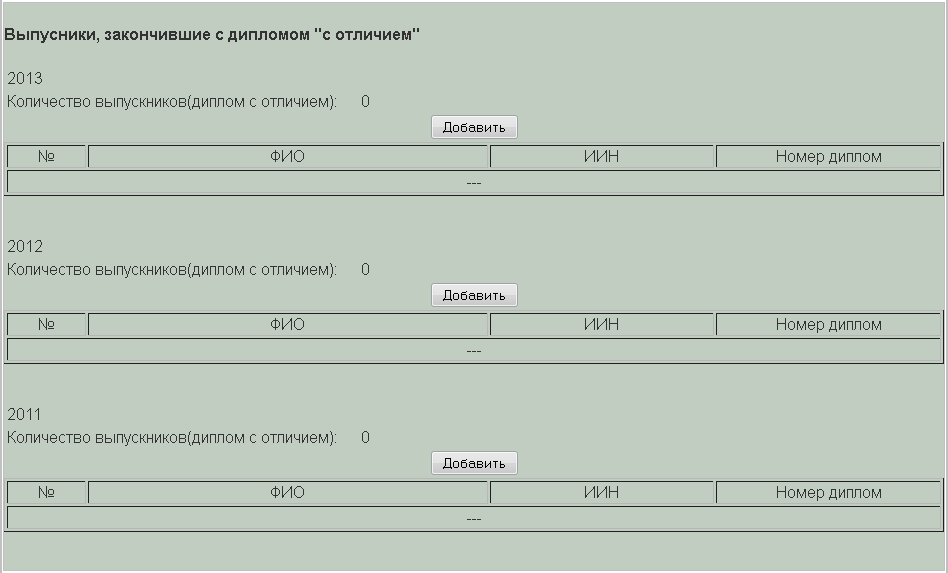 Выпусники, закончившие с дипломом "с отличием"
2013
Количество выпускников(диплом с отличием): 0
Добавить
№ ФИО ИИН Номер диплом
---
2012
Количество выпускников(диплом с отличием): 0
Добавить
№ ФИО ИИН Номер диплом
---
2011
Количество выпускников(диплом с отличием): 0
Добавить
№ ФИО ИИН Номер диплом
---